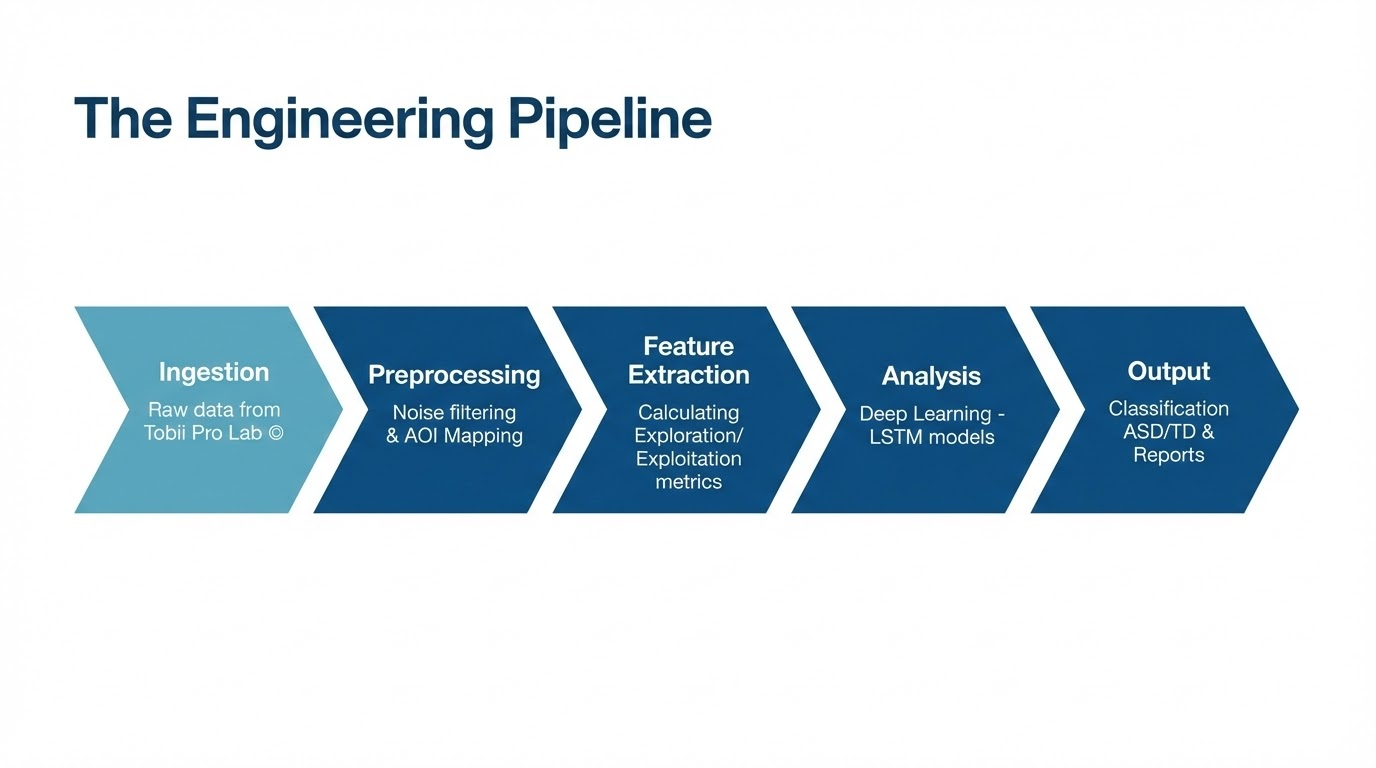 The Engineering Pipeline
Ingestion
Raw data from
Tobii Pro Lab ©
Preprocessing
Noise filtering
& AOI Mapping
Feature
Extraction
Calculating
Exploration/
Exploitation
metrics
Analysis
Deep Learning -
LSTM models
Output
Classification
ASD/TD &
Reports